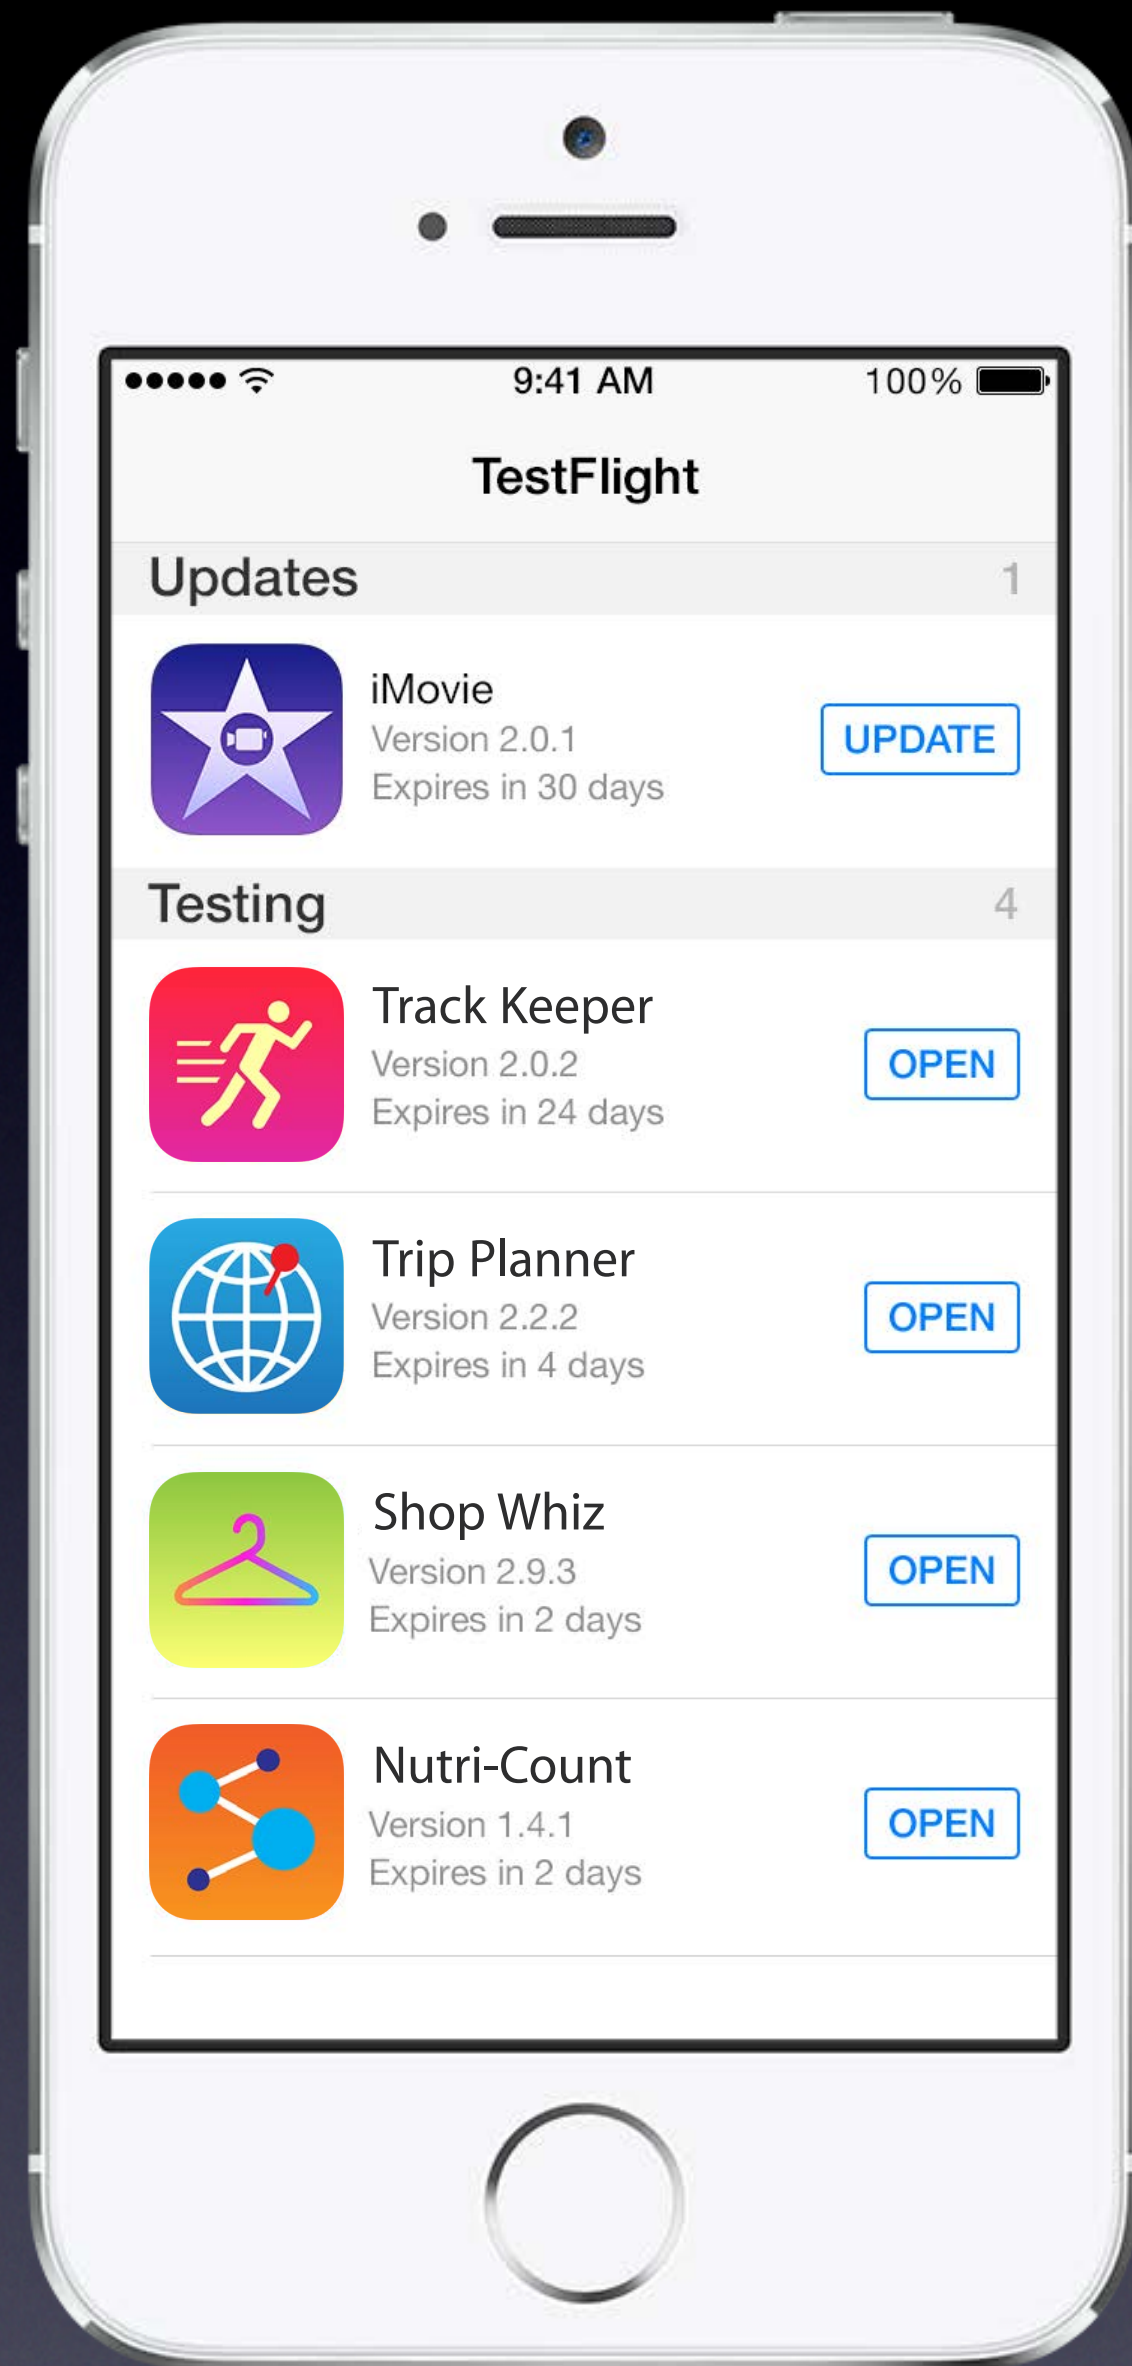 9:41 AM 100%
TestFlight
Updates 1
iMovie
Version 2.0.1
Expires in 30 days
UPDATE
Testing 4
Track Keeper
Version 2.0.2
Expires in 24 days
OPEN
Trip Planner
Version 2.2.2
Expires in 4 days
OPEN
Shop Whiz
Version 2.9.3
Expires in 2 days
OPEN
Nutri-Count
Version 1.4.1
Expires in 2 days
OPEN